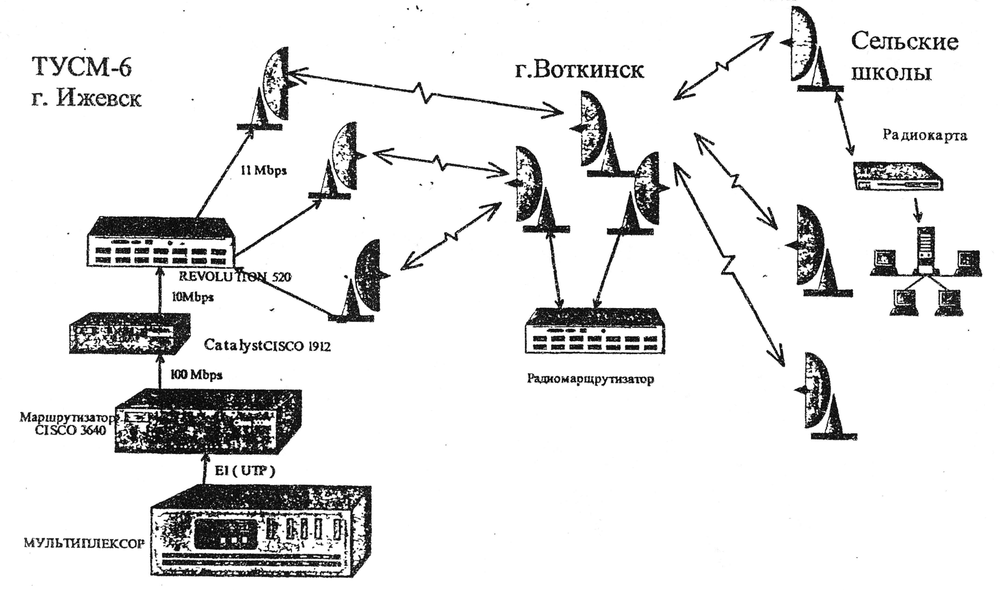 ТУСМ-6
г. Ижевск
г.Воткинск
Сельские
школы
Радиокарта
11 Mbps
REVOLUTION 520
10Mbps
CatalystCISCO 1912
100 Mbps
Радиомаршрутизатор
Маршрутизатор
CISCO 3640
E1 ( UTP )
МУЛЬТИПЛЕКСОР